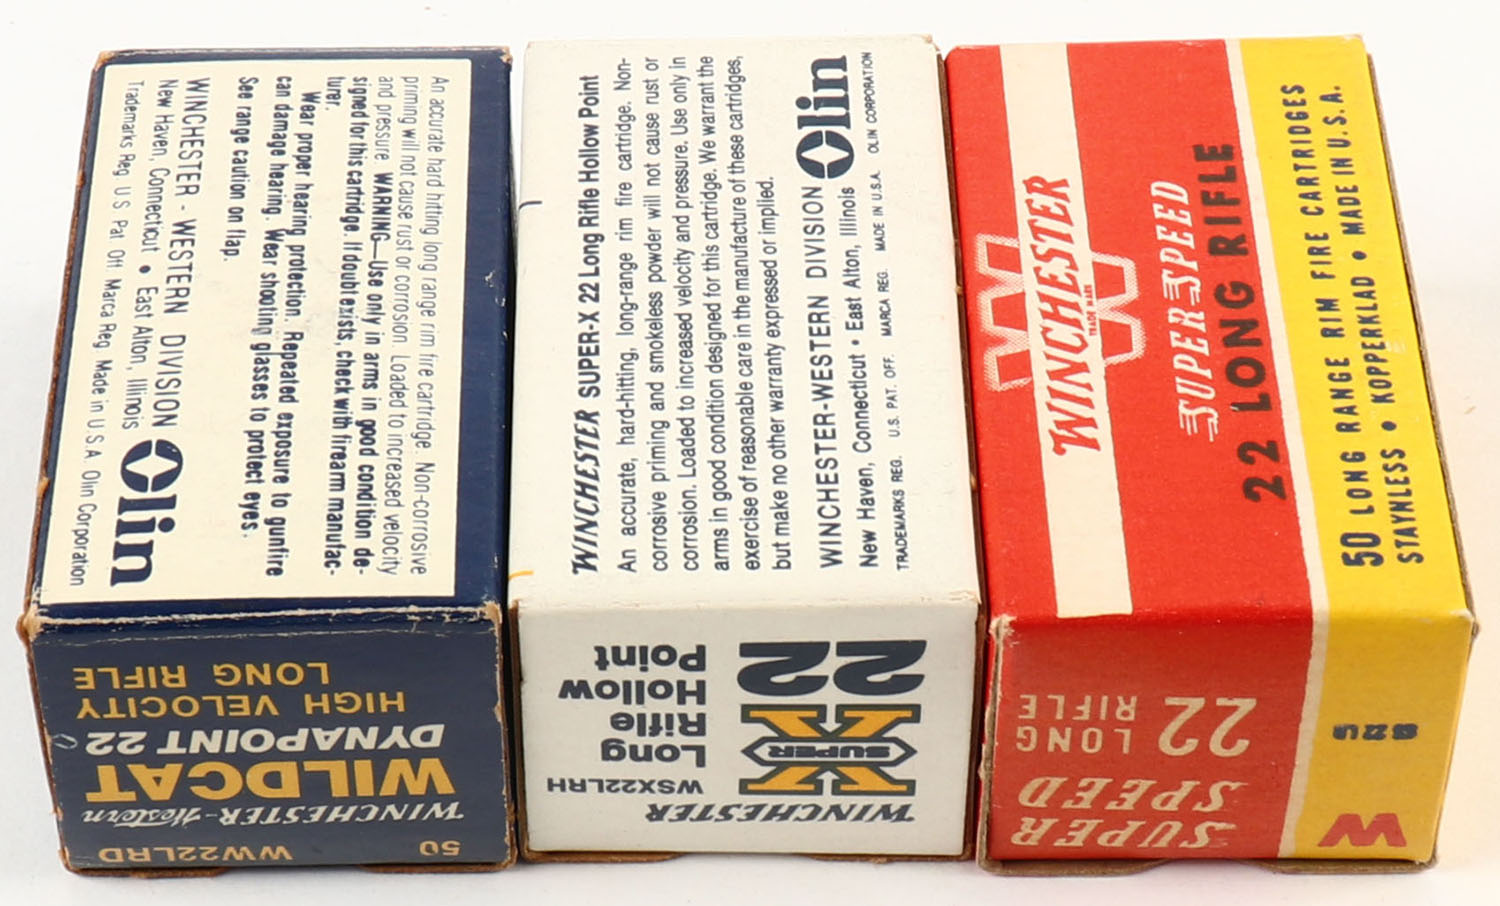 An accurate hard hitting long range rim fire cartridge. Non-corrosive
priming will not cause rust or corrosion. Loaded to increased velocity
and pressure. WARNING—Use only in arms in good condition de-
signed for this cartridge. If doubt exists, check with firearm manufac-
turer.
Wear proper hearing protection. Repeated exposure to gunfire
can damage hearing. Wear shooting glasses to protect eyes.
See range caution on flap.
WINCHESTER - WESTERN DIVISION
New Haven, Connecticut • East Alton, Illinois
Olin
Trademarks Reg. U.S. Pat. Off. Marca Reg. Made in U.S.A. Olin Corporation
50 WW22LRD
WINCHESTER-Western
WILDCAT
DYNAPOINT 22
HIGH VELOCITY
LONG RIFLE
WINCHESTER SUPER-X 22 Long Rifle Hollow Point
An accurate, hard-hitting, long-range rim fire cartridge. Non-
corrosive priming and smokeless powder will not cause rust or
corrosion. Loaded to increased velocity and pressure. Use only in
arms in good condition designed for this cartridge. We warrant the
exercise of reasonable care in the manufacture of these cartridges,
but make no other warranty expressed or implied.
WINCHESTER-WESTERN DIVISION
New Haven, Connecticut • East Alton, Illinois
Olin
TRADEMARKS REG. U.S. PAT. OFF. MARCA REG. MADE IN U.S.A. OLIN CORPORATION
WINCHESTER
SUPER X 22
WSX22LRH
Long
Rifle
Hollow
Point
W
WINCHESTER
TRADE MARK
SUPER SPEED
22 LONG RIFLE
50 LONG RANGE RIM FIRE CARTRIDGES
STAYNLESS • KOPPERKLAD • MADE IN U.S.A.
SUPER
SPEED
22 LONG
RIFLE
W